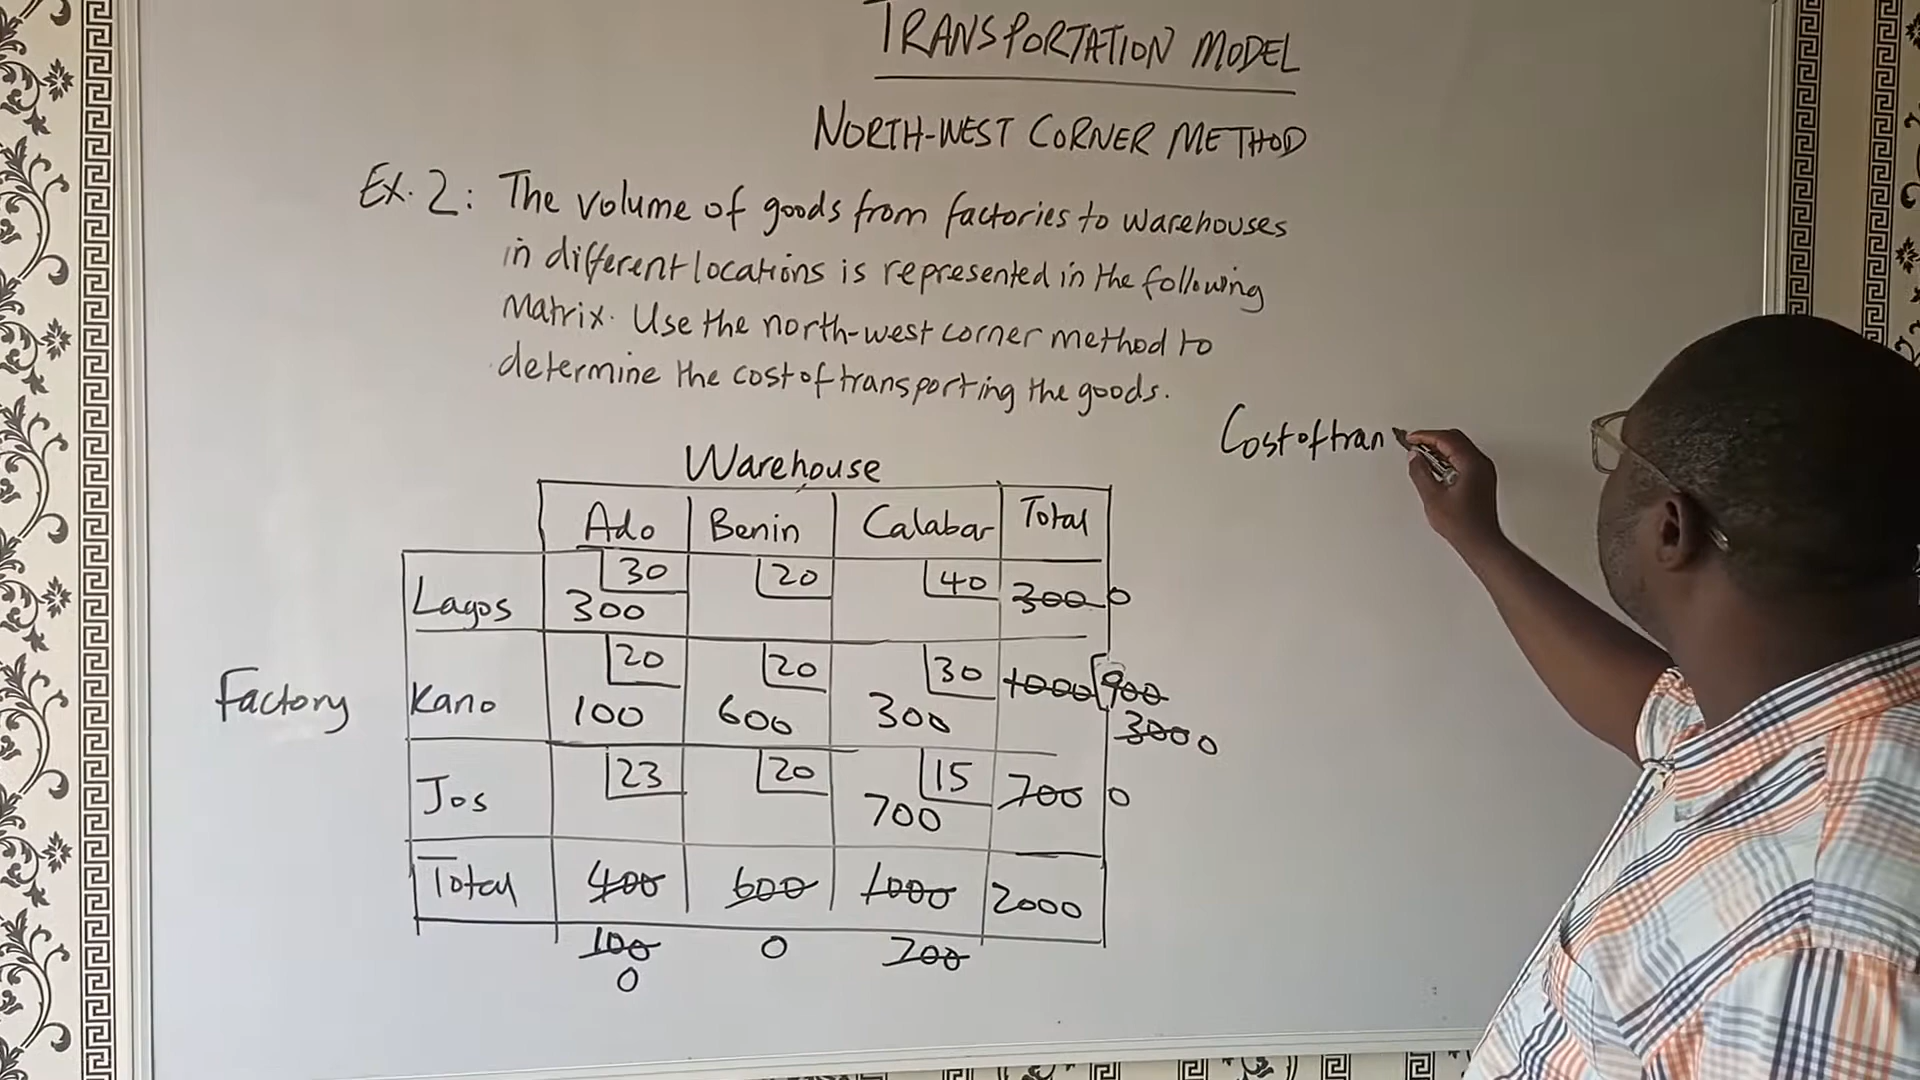 TRANSPORTATION MODEL
NORTH-WEST CORNER METHOD
Ex. 2: The volume of goods from factories to warehouses
in different locations is represented in the following
Matrix. Use the north-west corner method to
determine the cost of transporting the goods.
Cost of tran
Warehouse
Ado Benin Calabar Total
30 20 40
Lagos 300 300 0
20 20 30
Factory Kano 100 600 300 1000 900
300 0
23 20 15
Jos 700 700 0
Total 400 600 1000 2000
100 0 700
0